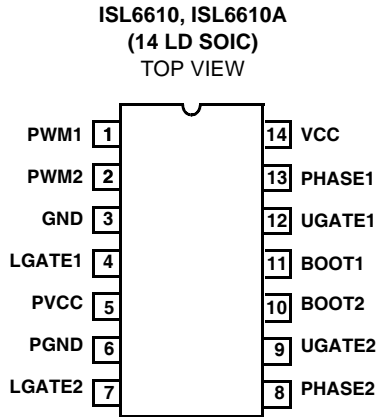 ISL6610, ISL6610A
(14 LD SOIC)
TOP VIEW
PWM1 1 14 VCC
PWM2 2 13 PHASE1
GND 3 12 UGATE1
LGATE1 4 11 BOOT1
PVCC 5 10 BOOT2
PGND 6 9 UGATE2
LGATE2 7 8 PHASE2